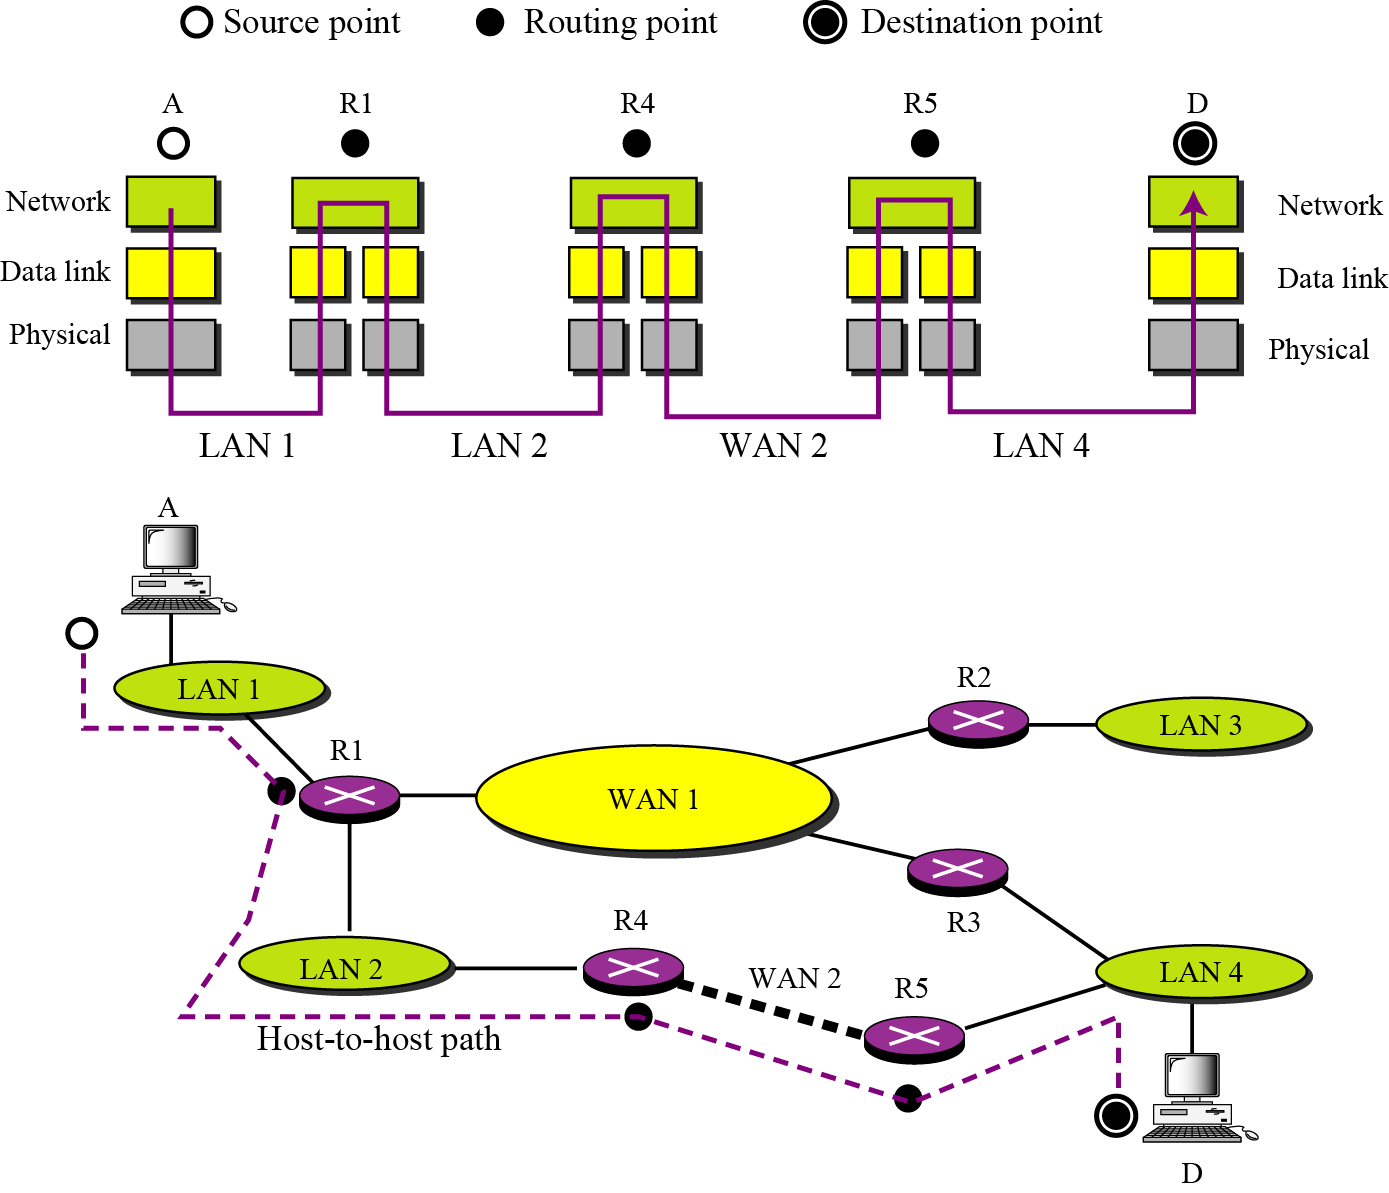 Source point
Routing point
Destination point
A
R1
R4
R5
D
Network
Network
Data link
Data link
Physical
Physical
LAN 1
LAN 2
WAN 2
LAN 4
A
LAN 1
R2
LAN 3
R1
WAN 1
R3
R4
LAN 2
WAN 2
LAN 4
R5
Host-to-host path
D